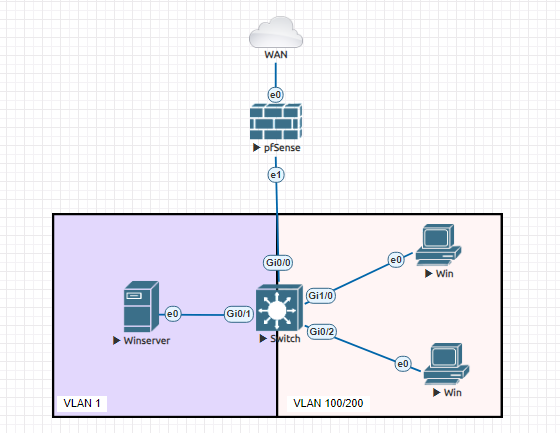 WAN
e0
pfSense
e1
Gi0/0
e0
Win
Gi1/0
e0
Gi0/1
Winserver
Switch
Gi0/2
e0
Win
VLAN 1
VLAN 100/200